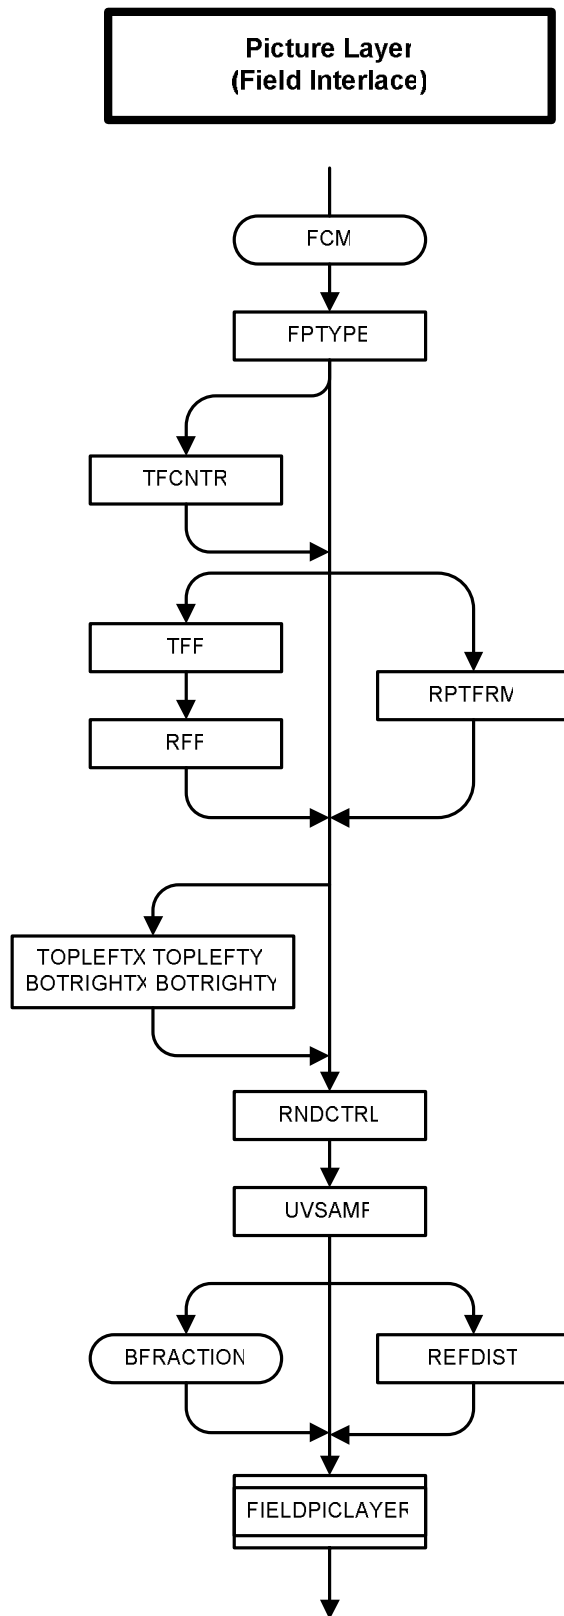 Picture Layer
(Field Interlace)
FCM
FPTYPE
TFCNTR
TFF
RPTFRM
RFF
TOPLEFTX TOPLEFTY
BOTRIGHTX BOTRIGHTY
RNDCTRL
UVSAMP
BFRACTION
REFDIST
FIELDPICLAYER